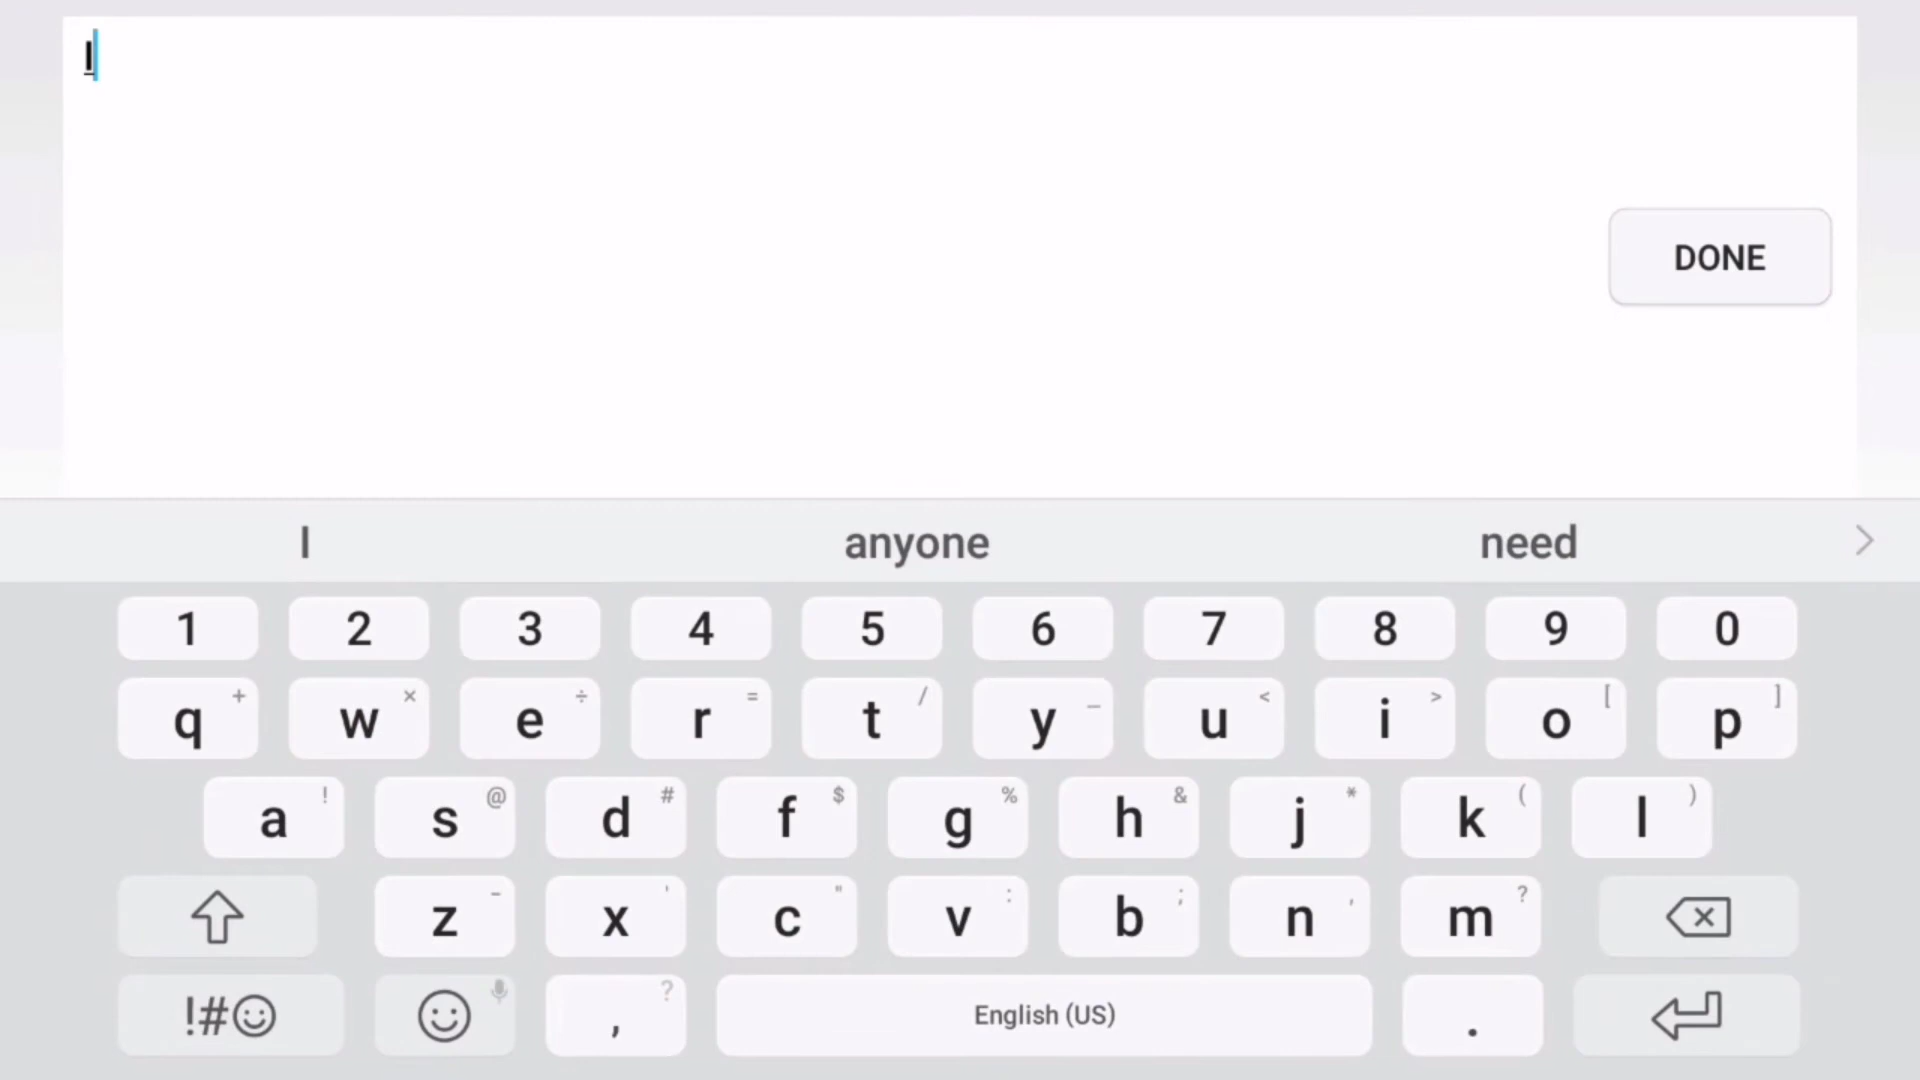 I
DONE
I anyone need
1 2 3 4 5 6 7 8 9 0
q + w × e ÷ r = t / y _ u < i > o [ p ]
a ! s @ d # f $ g % h & j * k ( l )
z - x ' c " v : b ; n , m ?
!#☺ , ? English (US) .